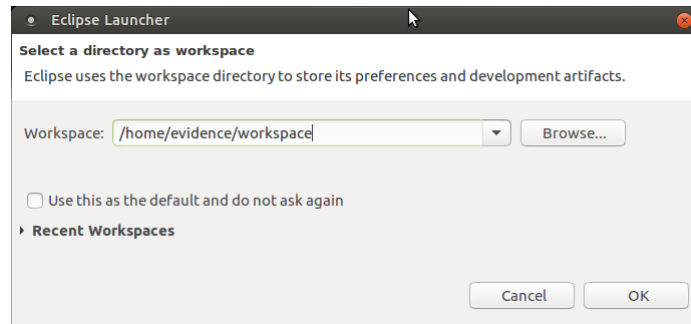 Eclipse Launcher
Select a directory as workspace
Eclipse uses the workspace directory to store its preferences and development artifacts.
Workspace: /home/evidence/workspace Browse...
Use this as the default and do not ask again
Recent Workspaces
Cancel OK